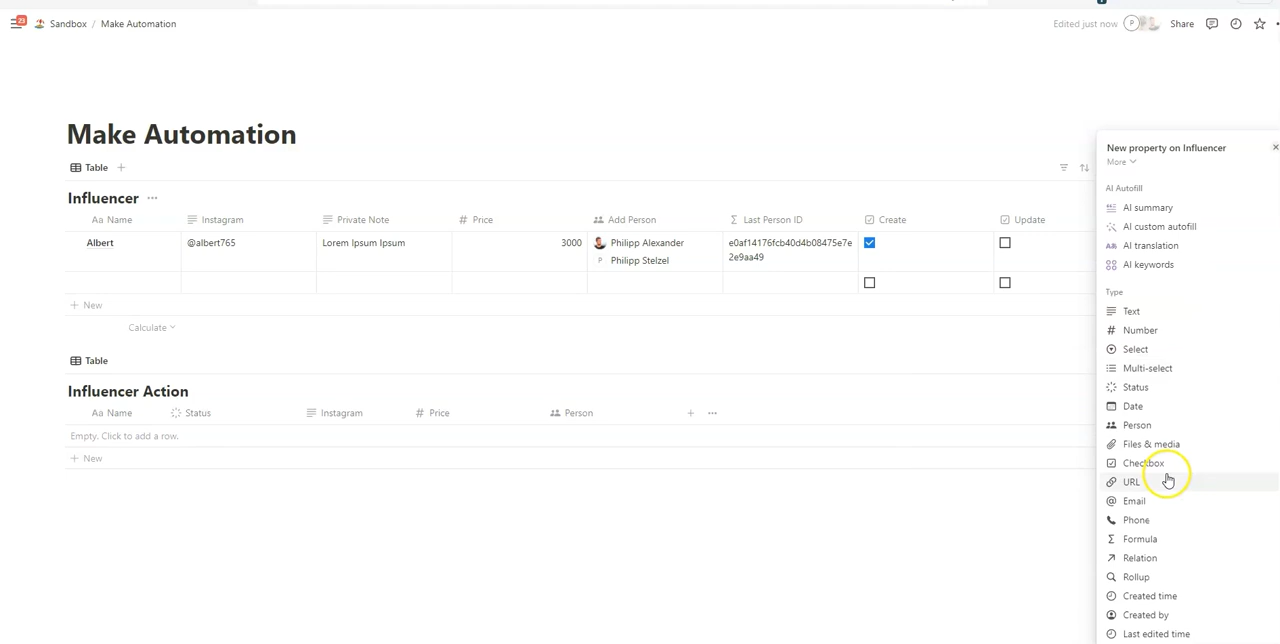 23
Sandbox / Make Automation
Edited just now P Share
Make Automation
Table
Influencer ...
Aa Name Instagram Private Note # Price Add Person Σ Last Person ID Create Update
Albert @albert765 Lorem Ipsum Ipsum 3000 Philipp Alexander e0af14176fcb40d4b08475e7e
P Philipp Stelzel 2e9aa49
+ New
Calculate
Table
Influencer Action
Aa Name Status Instagram # Price Person + ...
Empty. Click to add a row.
+ New
New property on Influencer
More
AI Autofill
AI summary
AI custom autofill
AI translation
AI keywords
Type
Text
# Number
Select
Multi-select
Status
Date
Person
Files & media
Checkbox
URL
@ Email
Phone
Σ Formula
Relation
Rollup
Created time
Created by
Last edited time